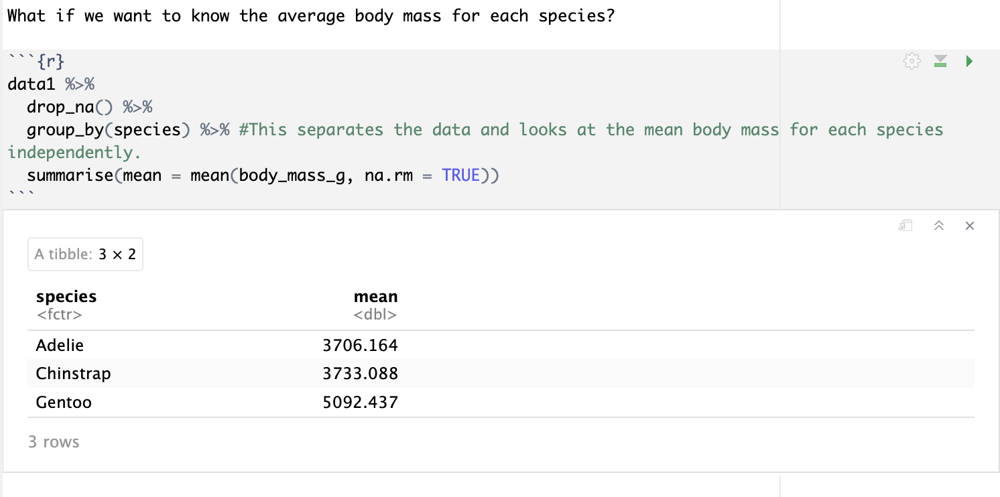 What if we want to know the average body mass for each species?
```{r}
data1 %>%
  drop_na() %>%
  group_by(species) %>% #This separates the data and looks at the mean body mass for each species
independently.
  summarise(mean = mean(body_mass_g, na.rm = TRUE))
```
A tibble: 3 × 2
species mean
<fctr> <dbl>
Adelie 3706.164
Chinstrap 3733.088
Gentoo 5092.437
3 rows